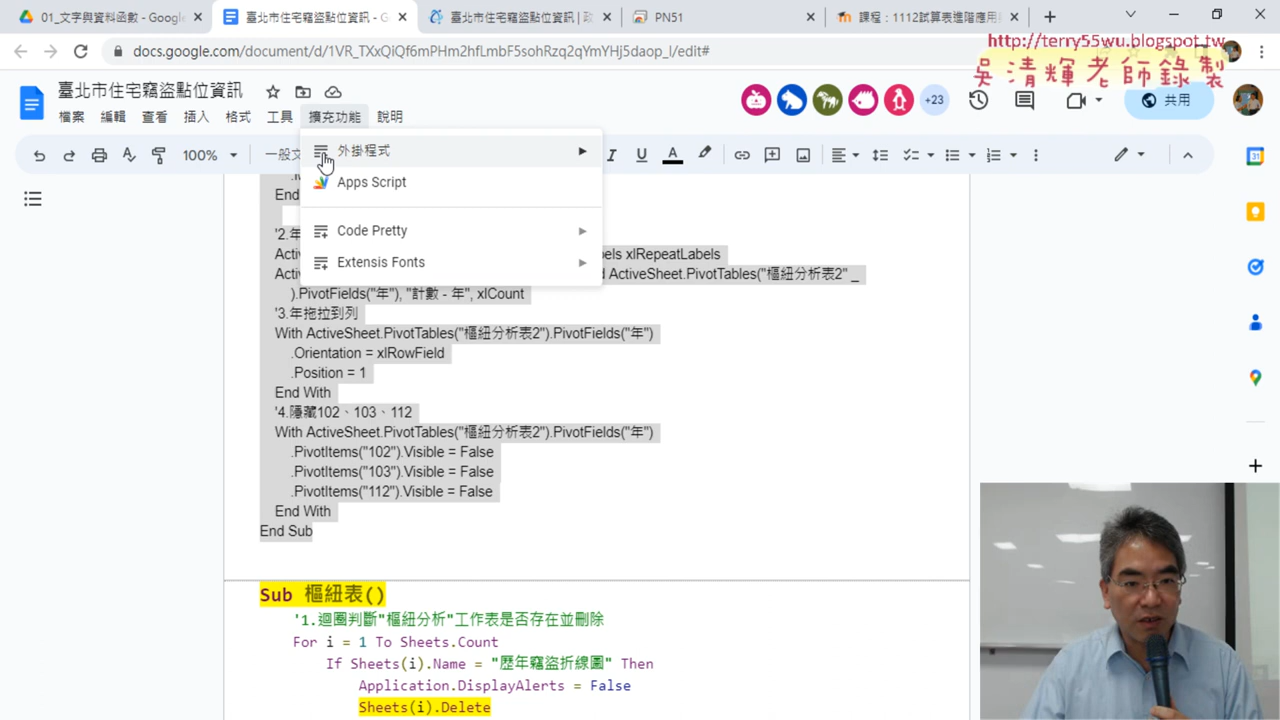 01_文字與資料函數 - Google
臺北市住宅竊盜點位資訊 - G
臺北市住宅竊盜點位資訊 | 政
PN51
課程：1112試算表進階應用
docs.google.com/document/d/1VR_TXxQiQf6mPHm2hfLmbF5sohRzq2qYmYHj5daop_I/edit#
http://terry55wu.blogspot.tw
吳清輝老師錄製
臺北市住宅竊盜點位資訊
檔案 編輯 查看 插入 格式 工具 擴充功能 說明
+23
共用
100%
一般文
外掛程式
Apps Script
Code Pretty
Extensis Fonts
End
'2.年
Acti
els xlRepeatLabels
Acti
d ActiveSheet.PivotTables("樞紐分析表2" _
).PivotFields("年"), "計數 - 年", xlCount
'3.年拖拉到列
With ActiveSheet.PivotTables("樞紐分析表2").PivotFields("年")
.Orientation = xlRowField
.Position = 1
End With
'4.隱藏102、103、112
With ActiveSheet.PivotTables("樞紐分析表2").PivotFields("年")
.PivotItems("102").Visible = False
.PivotItems("103").Visible = False
.PivotItems("112").Visible = False
End With
End Sub
Sub 樞紐表()
'1.迴圈判斷"樞紐分析"工作表是否存在並刪除
For i = 1 To Sheets.Count
If Sheets(i).Name = "歷年竊盜折線圖" Then
Application.DisplayAlerts = False
Sheets(i).Delete